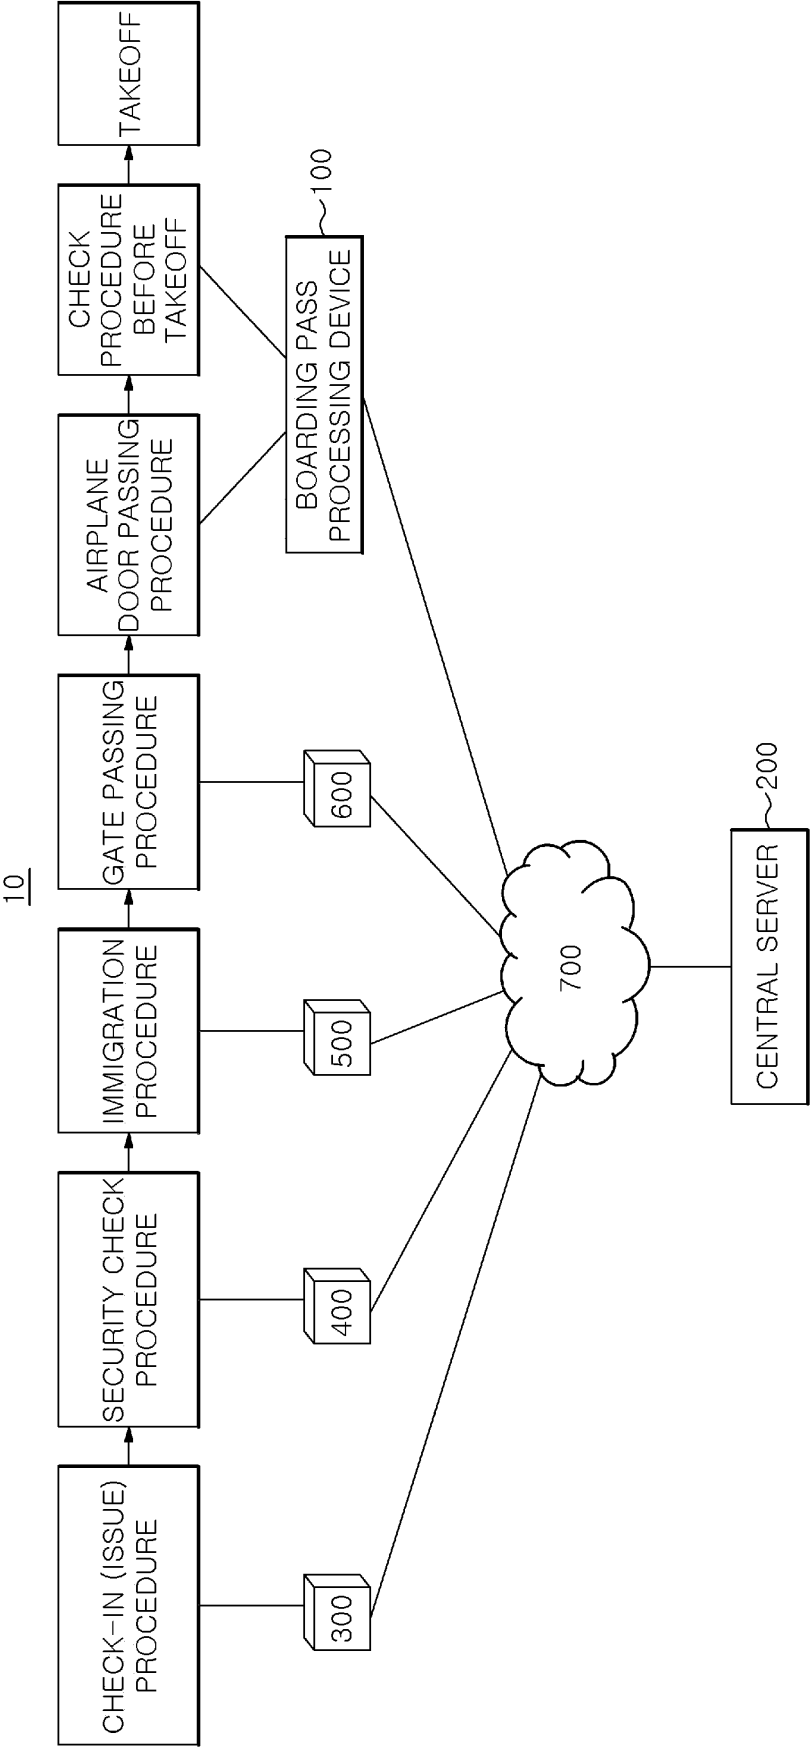 10
CHECK-IN (ISSUE)
PROCEDURE
SECURITY CHECK
PROCEDURE
IMMIGRATION
PROCEDURE
GATE PASSING
PROCEDURE
AIRPLANE
DOOR PASSING
PROCEDURE
CHECK
PROCEDURE
BEFORE
TAKEOFF
TAKEOFF
300
400
500
600
BOARDING PASS
PROCESSING DEVICE
100
700
CENTRAL SERVER
200